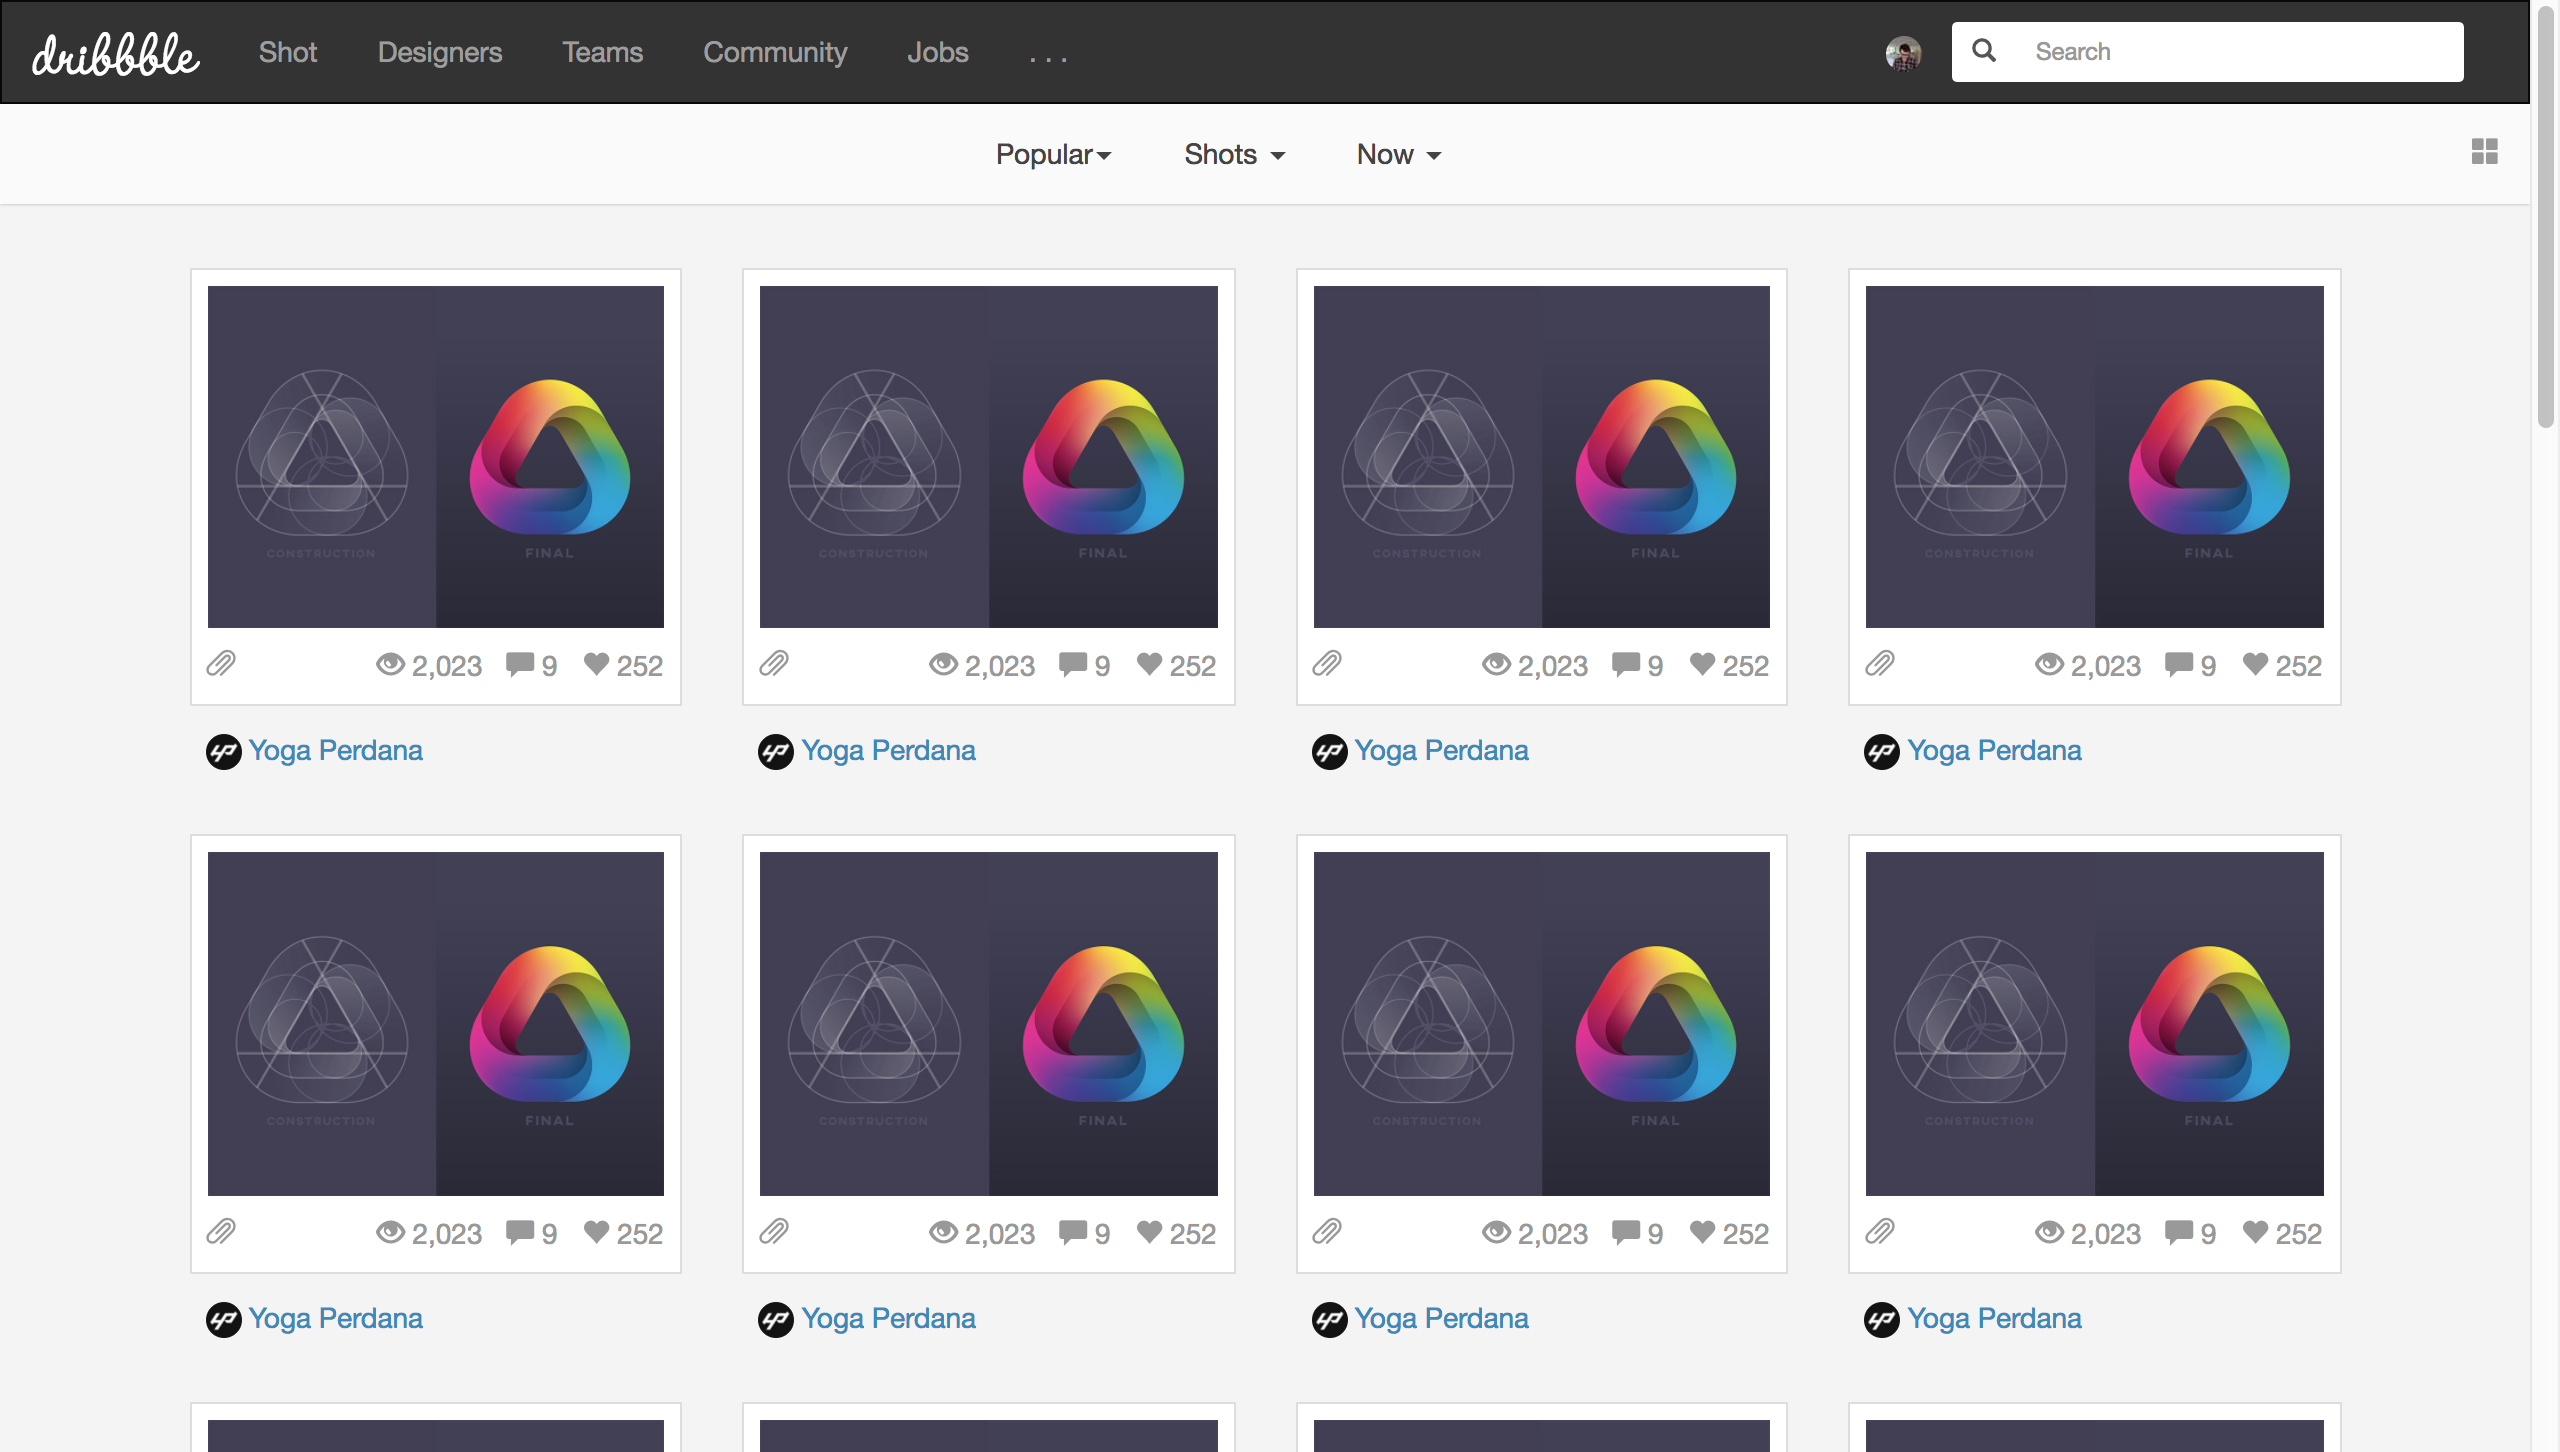 dribbble Shot Designers Teams Community Jobs ... Search
Popular Shots Now
CONSTRUCTION FINAL CONSTRUCTION FINAL CONSTRUCTION FINAL CONSTRUCTION FINAL
2,023 9 252 2,023 9 252 2,023 9 252 2,023 9 252
Yoga Perdana Yoga Perdana Yoga Perdana Yoga Perdana
CONSTRUCTION FINAL CONSTRUCTION FINAL CONSTRUCTION FINAL CONSTRUCTION FINAL
2,023 9 252 2,023 9 252 2,023 9 252 2,023 9 252
Yoga Perdana Yoga Perdana Yoga Perdana Yoga Perdana